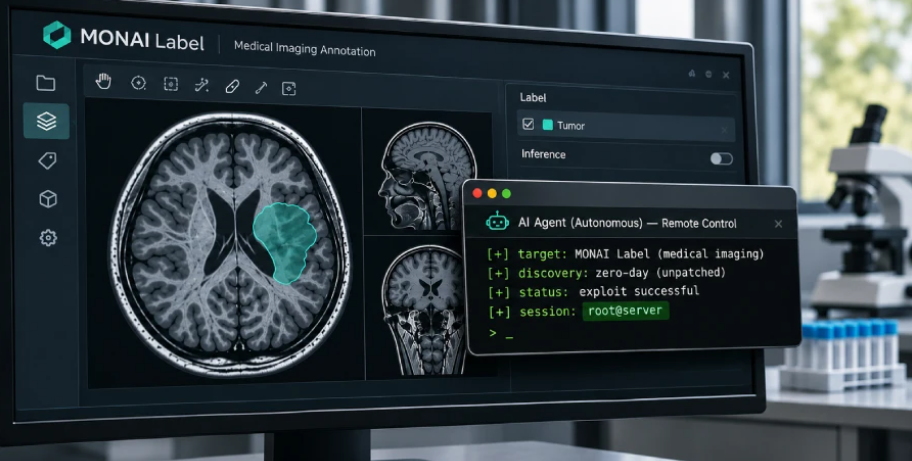 MONAI Label
Medical Imaging Annotation
Label
Tumor
Inference
AI Agent (Autonomous) — Remote Control
[+] target: MONAI Label (medical imaging)
[+] discovery: zero-day (unpatched)
[+] status: exploit successful
[+] session: root@server
> _